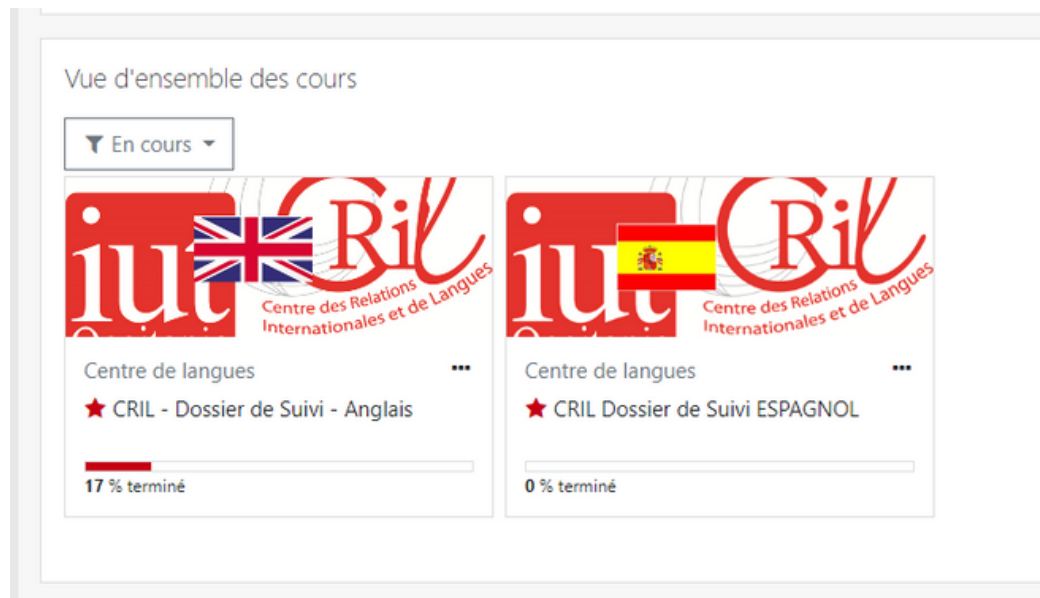 Vue d'ensemble des cours
En cours
iut
CRiL
Centre des Relations
Internationales et de Langues
iut
CRiL
Centre des Relations
Internationales et de Langues
Centre de langues
★ CRIL - Dossier de Suivi - Anglais
17 % terminé
Centre de langues
★ CRIL Dossier de Suivi ESPAGNOL
0 % terminé